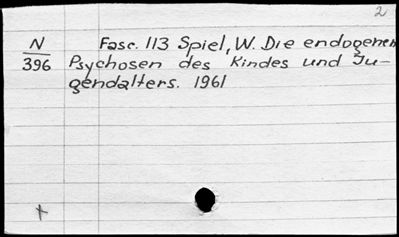 2
N Fasc. 113 Spiel, W. Die endogenen
396 Psychosen des Kindes und Ju-
gendalters. 1961